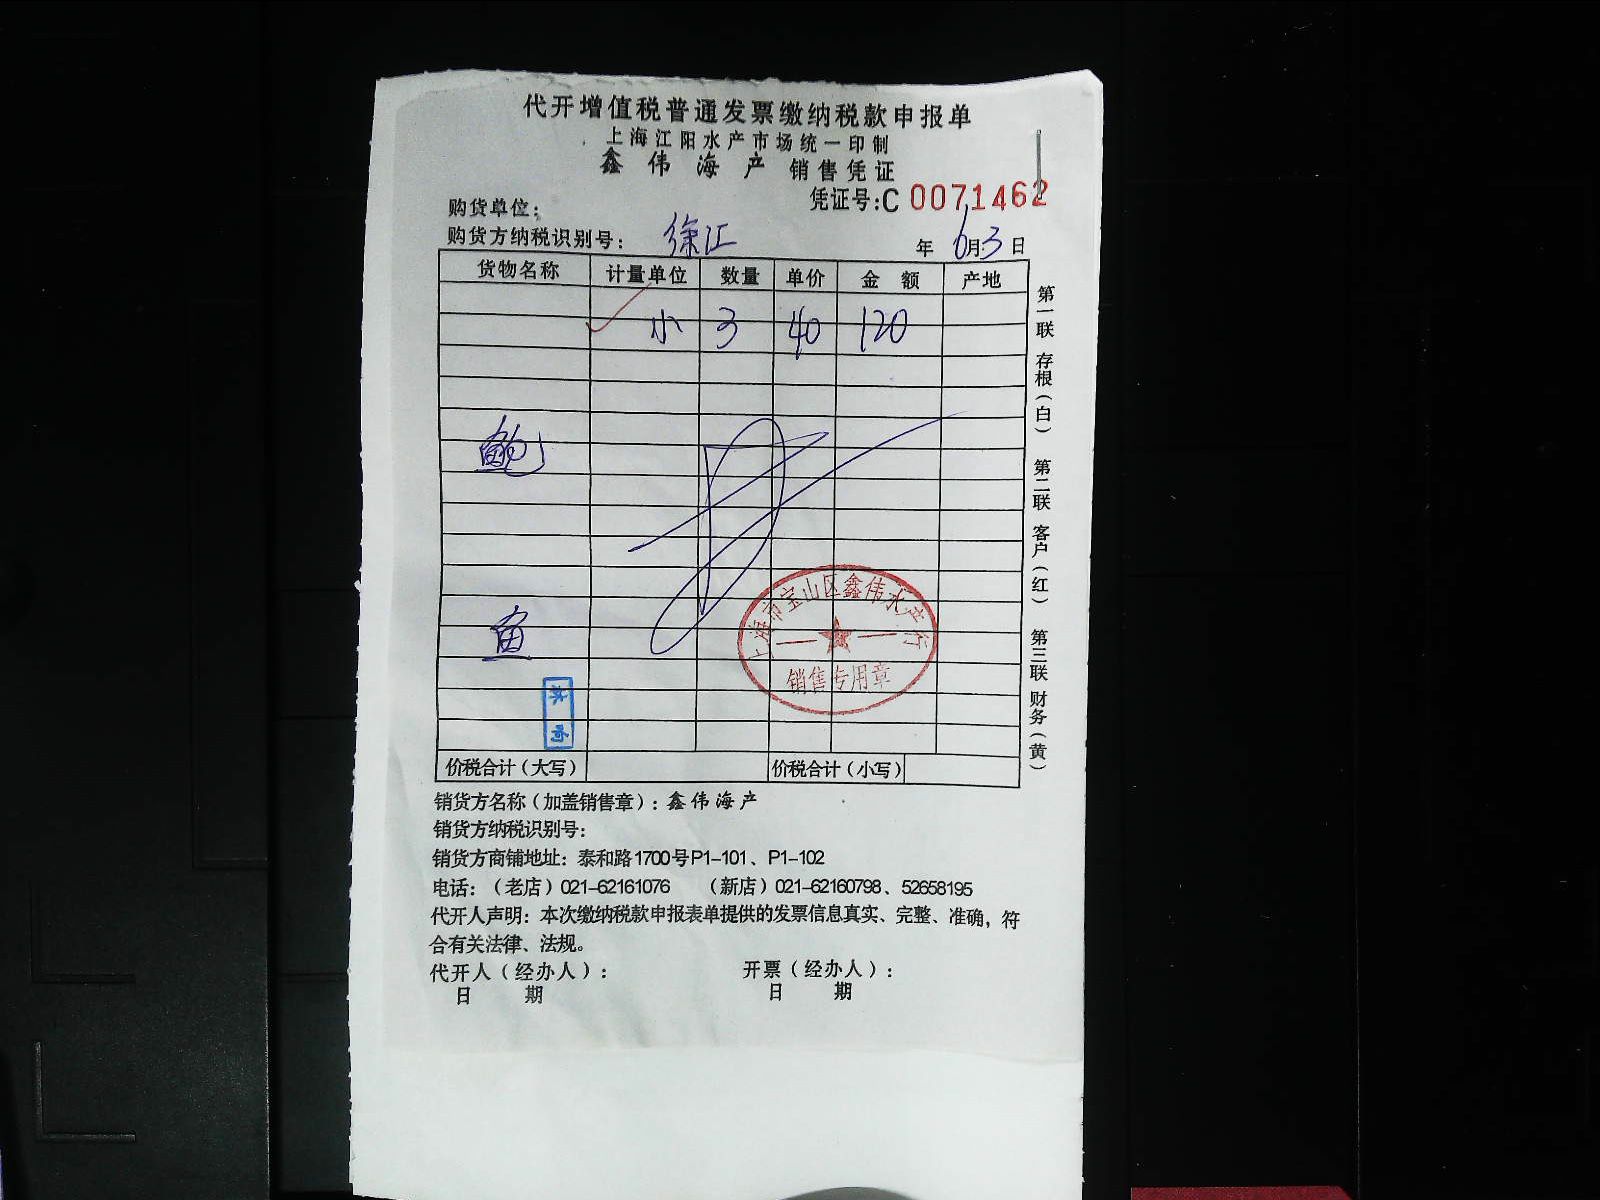 代开增值税普通发票缴纳税款申报单
上海江阳水产市场统一印制
鑫伟海产 销售凭证
凭证号:C 0071462
购货单位:
购货方纳税识别号: 徐江 年 6月3日
货物名称 计量单位 数量 单价 金额 产地
小 3 40 120
鲍
鱼
价税合计(大写) 价税合计(小写)
销货方名称(加盖销售章):鑫伟海产
销货方纳税识别号:
销货方商铺地址:泰和路1700号P1-101、P1-102
电话:(老店)021-62161076 (新店)021-62160798、52658195
代开人声明:本次缴纳税款申报表单提供的发票信息真实、完整、准确,符
合有关法律、法规。
代开人(经办人): 开票(经办人):
日 期 日 期
第一联 存根(白) 第二联 客户(红) 第三联 财务(黄)
上海市宝山区鑫伟水产行
销售专用章